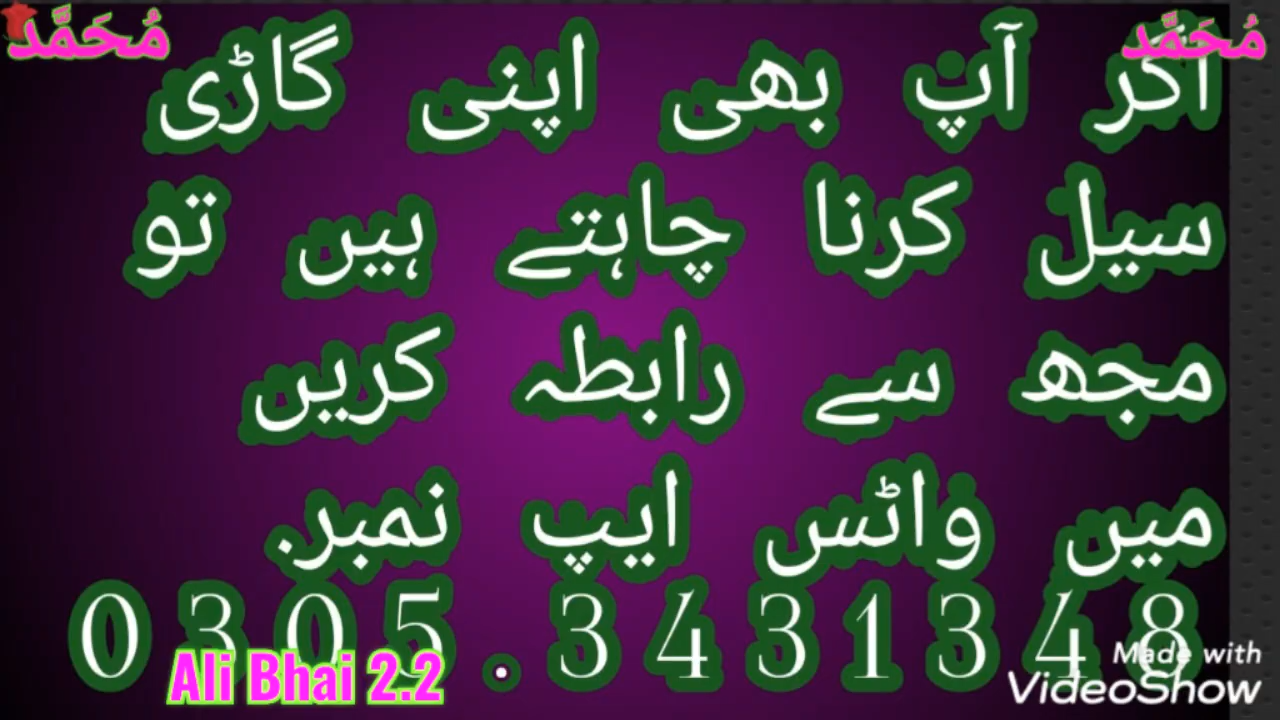 مُحَمَّد
مُحَمَّد
اگر آپ بھی اپنی گاڑی
سیل کرنا چاہتے ہیں تو
مجھ سے رابطہ کریں
میں واٹس ایپ نمبر.
0305.3431348
Ali Bhai 2.2
Made with
VideoShow